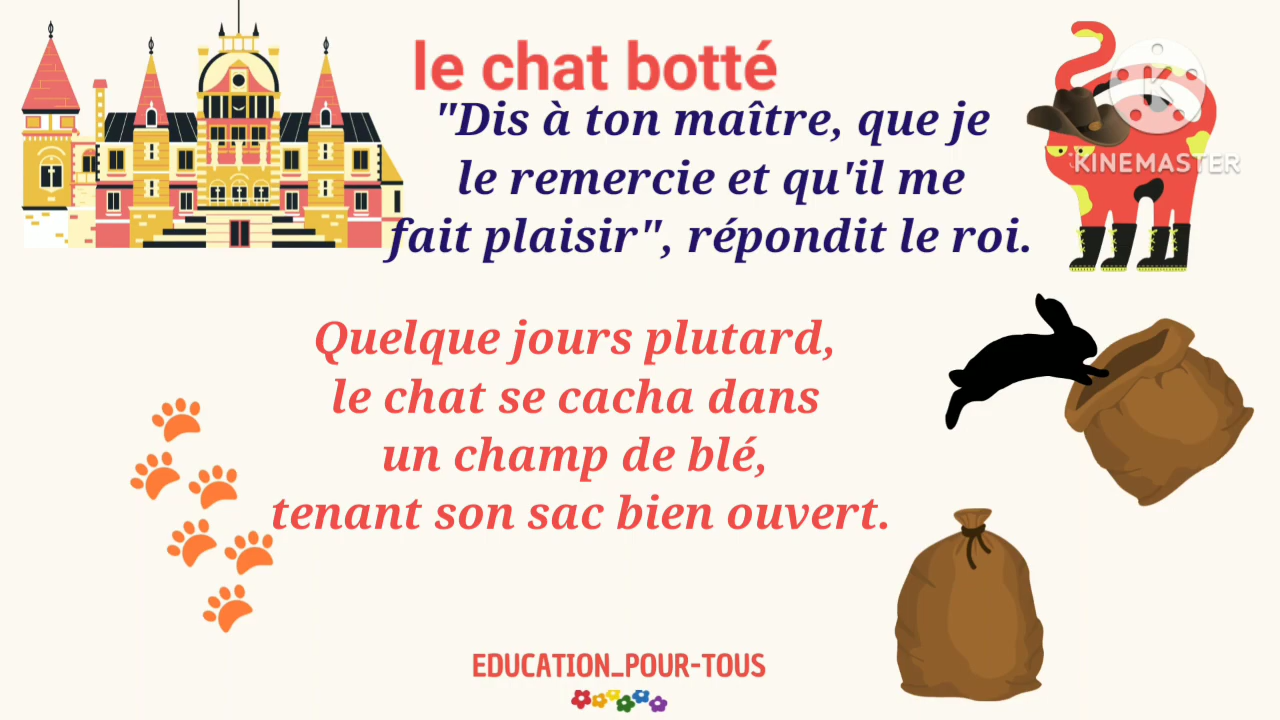 le chat botté
"Dis à ton maître, que je
le remercie et qu'il me
fait plaisir", répondit le roi.
K
KINEMASTER
Quelque jours plutard,
le chat se cacha dans
un champ de blé,
tenant son sac bien ouvert.
EDUCATION_POUR-TOUS